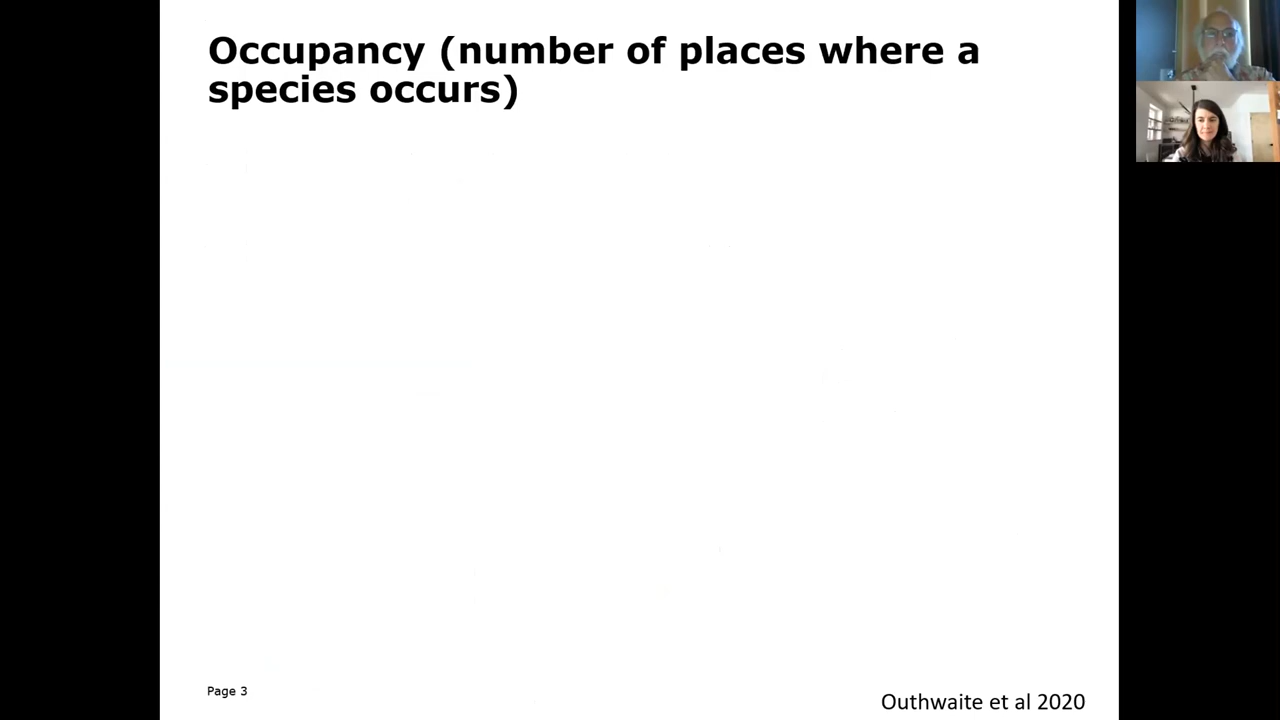 Occupancy (number of places where a
species occurs)
Page 3
Outhwaite et al 2020